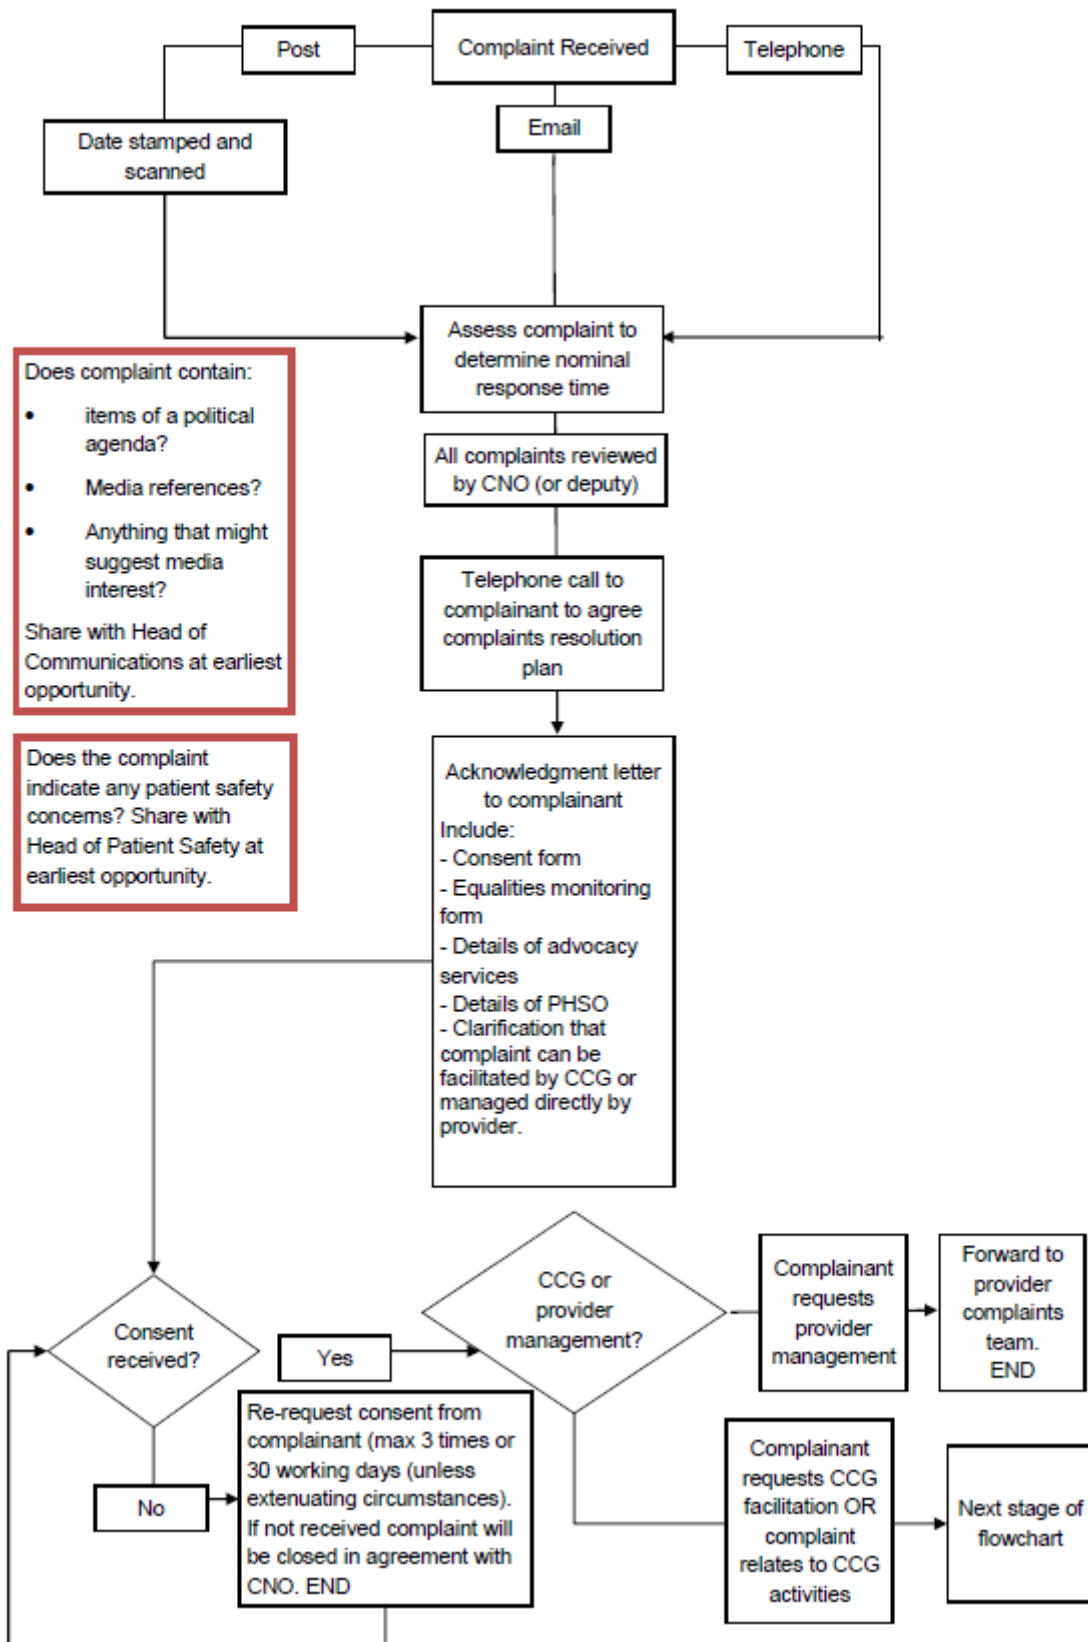 Post
Complaint Received
Telephone
Email
Date stamped and
scanned
Assess complaint to
determine nominal
response time
Does complaint contain:
• items of a political
agenda?
• Media references?
• Anything that might
suggest media
interest?
Share with Head of
Communications at earliest
opportunity.
All complaints reviewed
by CNO (or deputy)
Telephone call to
complainant to agree
complaints resolution
plan
Does the complaint
indicate any patient safety
concerns? Share with
Head of Patient Safety at
earliest opportunity.
Acknowledgment letter
to complainant
Include:
- Consent form
- Equalities monitoring
form
- Details of advocacy
services
- Details of PHSO
- Clarification that
complaint can be
facilitated by CCG or
managed directly by
provider.
Consent
received?
Yes
CCG or
provider
management?
Complainant
requests
provider
management
Forward to
provider
complaints
team.
END
No
Re-request consent from
complainant (max 3 times or
30 working days (unless
extenuating circumstances).
If not received complaint will
be closed in agreement with
CNO. END
Complainant
requests CCG
facilitation OR
complaint
relates to CCG
activities
Next stage of
flowchart